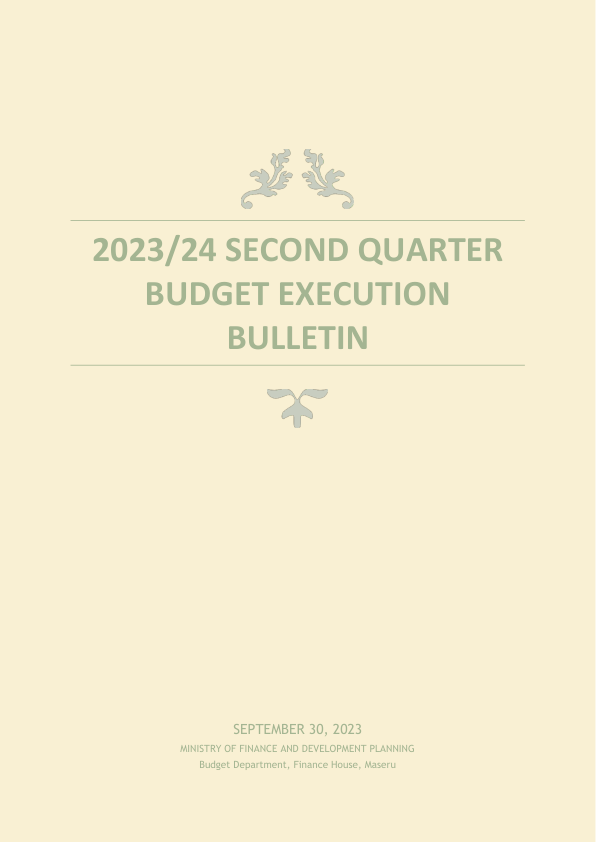 2023/24 SECOND QUARTER
BUDGET EXECUTION
BULLETIN
SEPTEMBER 30, 2023
MINISTRY OF FINANCE AND DEVELOPMENT PLANNING
Budget Department, Finance House, Maseru